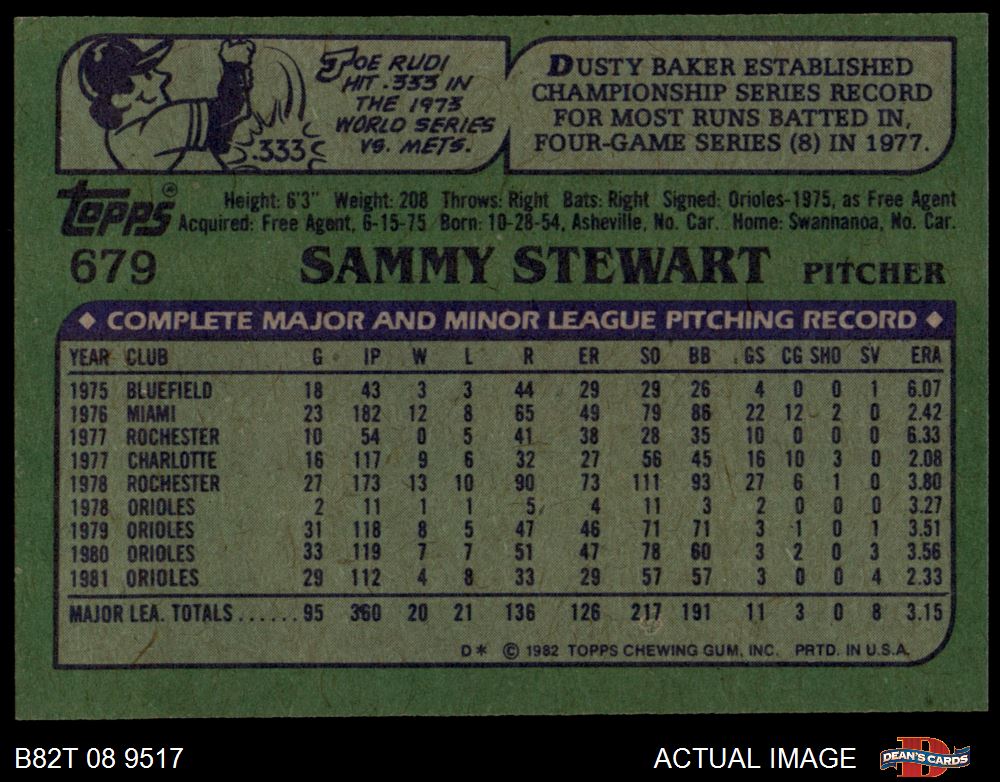 JOE RUDI
HIT .333 IN
THE 1973
WORLD SERIES
VS. METS.
.333
DUSTY BAKER ESTABLISHED
CHAMPIONSHIP SERIES RECORD
FOR MOST RUNS BATTED IN,
FOUR-GAME SERIES (8) IN 1977.
Topps®
Height: 6'3" Weight: 208 Throws: Right Bats: Right Signed: Orioles-1975, as Free Agent
Acquired: Free Agent, 6-15-75 Born: 10-28-54, Asheville, No. Car. Home: Swannanoa, No. Car.
679 SAMMY STEWART PITCHER
◆ COMPLETE MAJOR AND MINOR LEAGUE PITCHING RECORD ◆
YEAR CLUB G IP W L R ER SO BB GS CG SHO SV ERA
1975 BLUEFIELD 18 43 3 3 44 29 29 26 4 0 0 1 6.07
1976 MIAMI 23 182 12 8 65 49 79 86 22 12 2 0 2.42
1977 ROCHESTER 10 54 0 5 41 38 28 35 10 0 0 0 6.33
1977 CHARLOTTE 16 117 9 6 32 27 56 45 16 10 3 0 2.08
1978 ROCHESTER 27 173 13 10 90 73 111 93 27 6 1 0 3.80
1978 ORIOLES 2 11 1 1 5 4 11 3 2 0 0 0 3.27
1979 ORIOLES 31 118 8 5 47 46 71 71 3 1 0 1 3.51
1980 ORIOLES 33 119 7 7 51 47 78 60 3 2 0 3 3.56
1981 ORIOLES 29 112 4 8 33 29 57 57 3 0 0 4 2.33
MAJOR LEA. TOTALS...... 95 360 20 21 136 126 217 191 11 3 0 8 3.15
D* © 1982 TOPPS CHEWING GUM, INC. PRTD. IN U.S.A.
B82T 08 9517 ACTUAL IMAGE DEAN'S CARDS